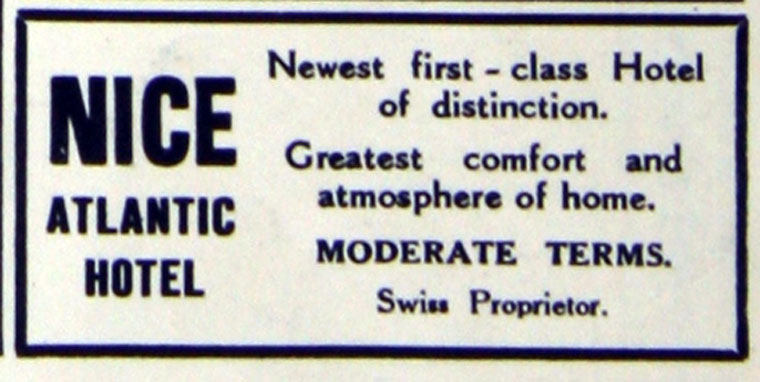 NICE
ATLANTIC
HOTEL
Newest first - class Hotel
of distinction.
Greatest comfort and
atmosphere of home.
MODERATE TERMS.
Swiss Proprietor.